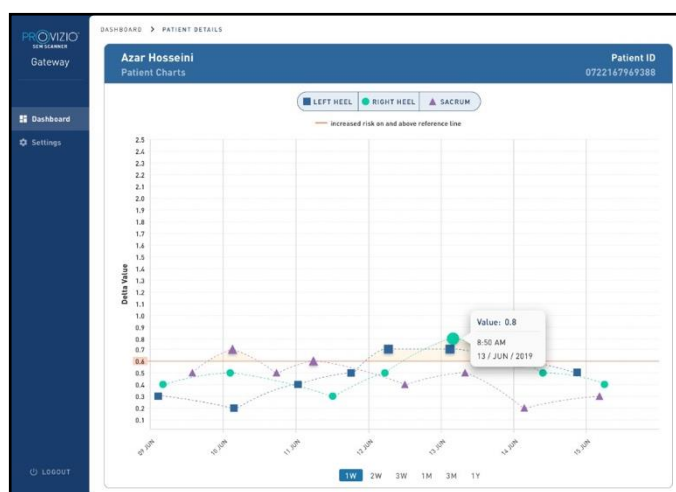 PROVIZIO
SEM SCANNER
Gateway
Dashboard
Settings
LOGOUT
DASHBOARD > PATIENT DETAILS
Azar Hosseini
Patient Charts
Patient ID
0722167969388
LEFT HEEL
RIGHT HEEL
SACRUM
increased risk on and above reference line
Delta Value
2.5
2.4
2.3
2.2
2.1
2.0
1.9
1.8
1.7
1.6
1.5
1.4
1.3
1.2
1.1
1.0
0.9
0.8
0.7
0.6
0.5
0.4
0.3
0.2
0.1
Value: 0.8
8:50 AM
13 / JUN / 2019
09 JUN
10 JUN
11 JUN
12 JUN
13 JUN
14 JUN
15 JUN
1W 2W 3W 1M 3M 1Y